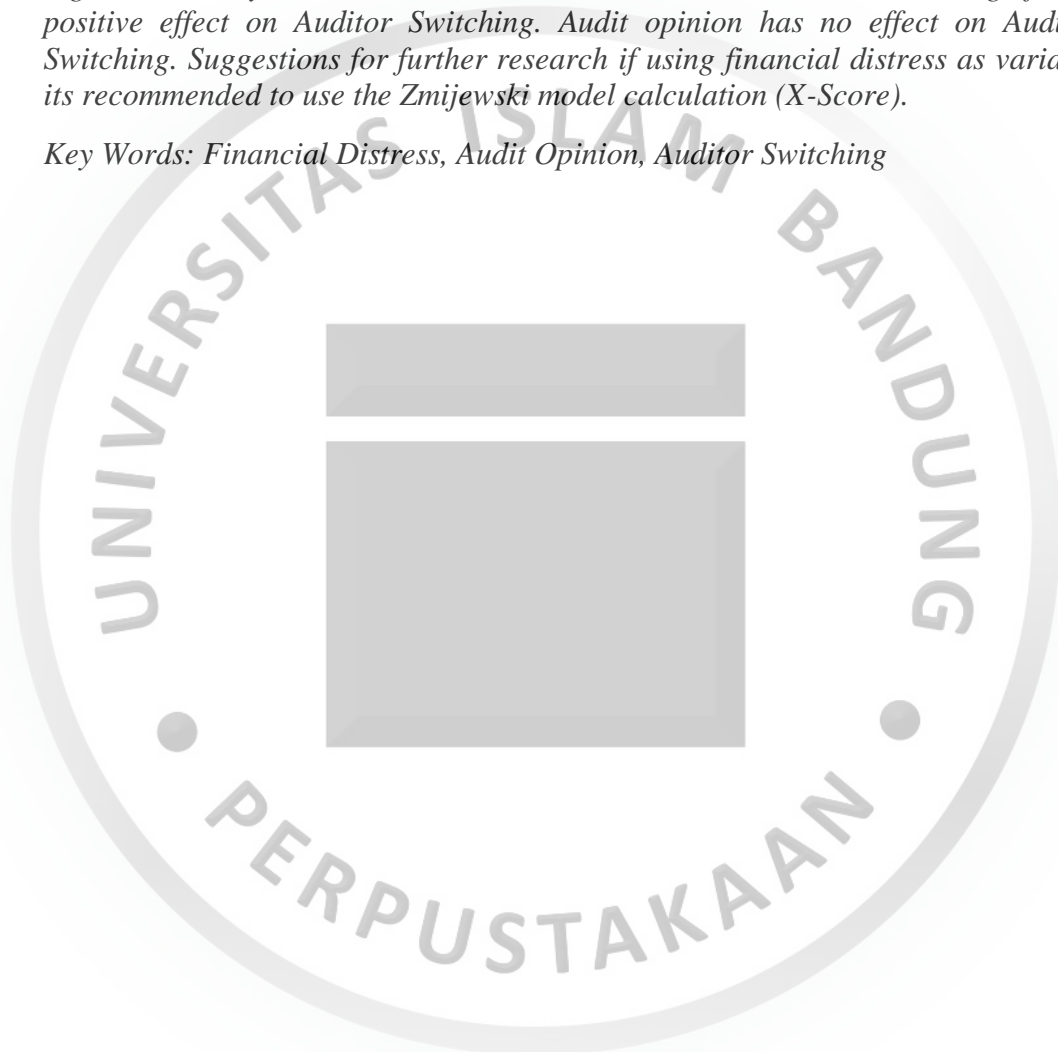 positive effect on Auditor Switching. Audit opinion has no effect on Audi
Switching. Suggestions for further research if using financial distress as varia
its recommended to use the Zmijewski model calculation (X-Score).
Key Words: Financial Distress, Audit Opinion, Auditor Switching
UNIVERSITAS ISLAM BANDUNG
PERPUSTAKAAN